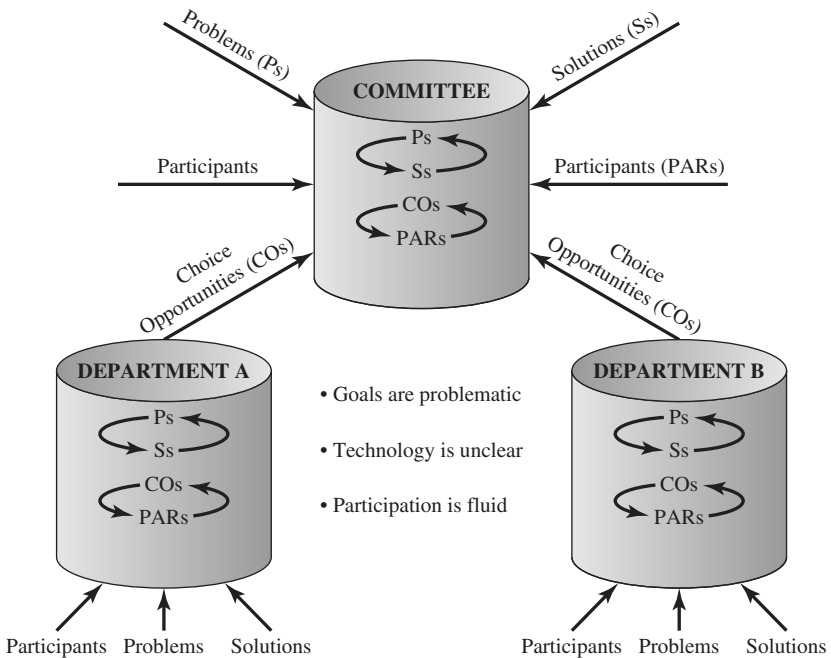 Problems (Ps)
Solutions (Ss)
COMMITTEE
Ps
Ss
COs
PARs
Participants
Participants (PARs)
Choice
Opportunities (COs)
Choice
Opportunities (COs)
DEPARTMENT A
Ps
Ss
COs
PARs
• Goals are problematic
• Technology is unclear
• Participation is fluid
DEPARTMENT B
Ps
Ss
COs
PARs
Participants Problems Solutions
Participants Problems Solutions